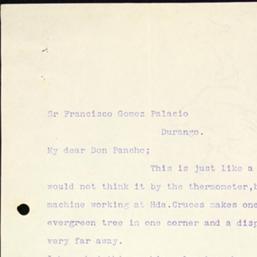 Sr Francisco Gomez Palacio
Durango.
My dear Don Pancho;
This is just like a
would not think it by the thermometer,
machine working at Hda.Cruces makes one
evergreen tree in one corner and a disp
very far away.